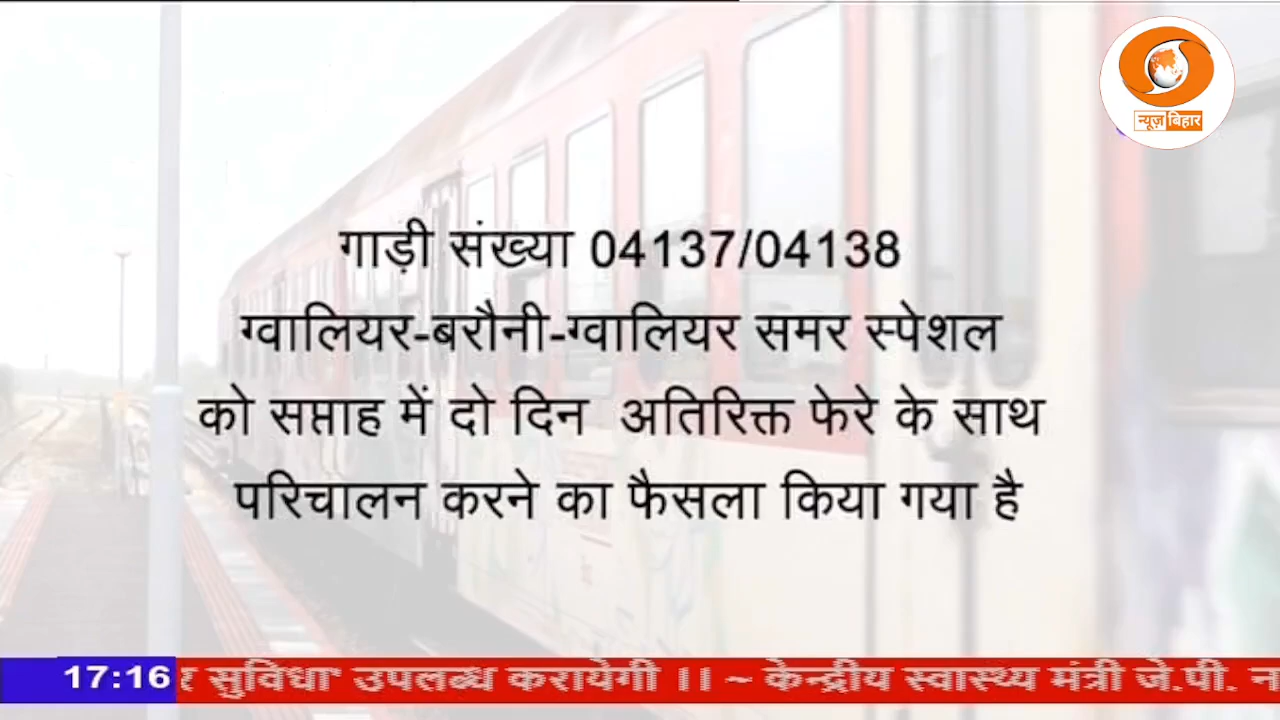 न्यूज़ बिहार
गाड़ी संख्या 04137/04138
ग्वालियर-बरौनी-ग्वालियर समर स्पेशल
को सप्ताह में दो दिन अतिरिक्त फेरे के साथ
परिचालन करने का फैसला किया गया है
17:16 सुविधा उपलब्ध करायेगी ।। ~ केन्द्रीय स्वास्थ्य मंत्री जे.पी.